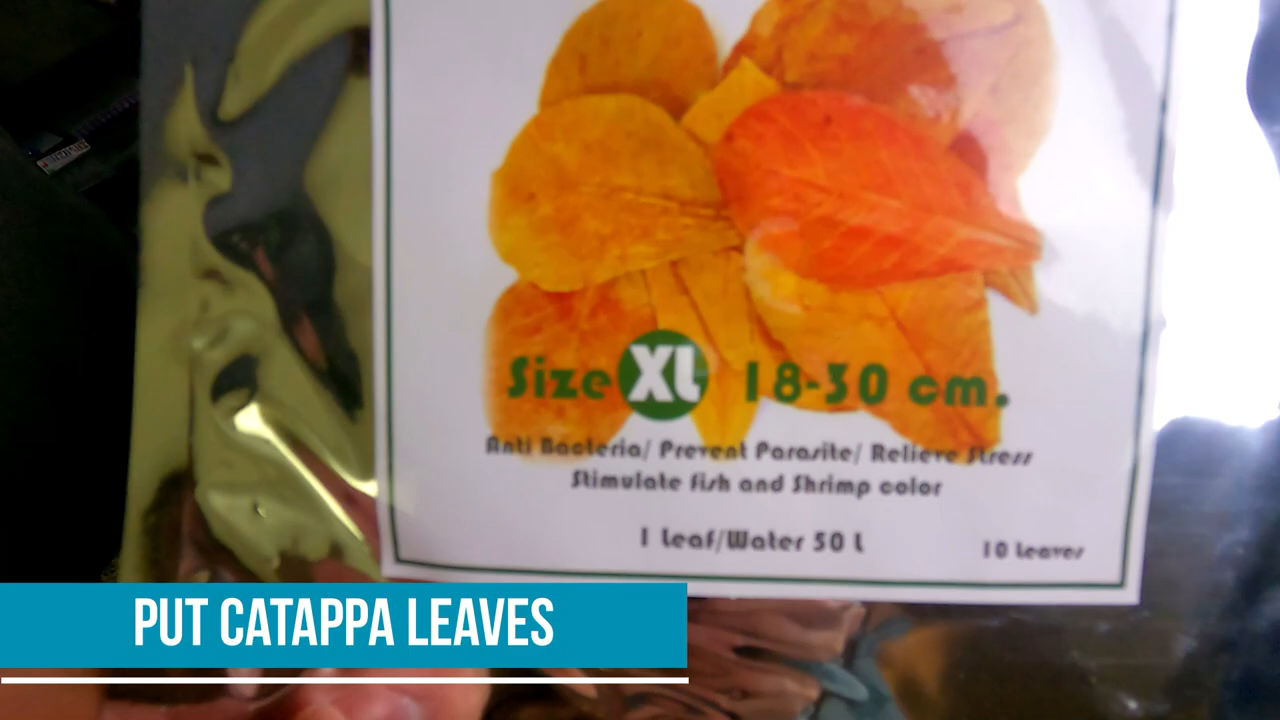 Size XL 18-30 cm.
Anti Bacteria/ Prevent Parasite/ Relieve Stress
Stimulate Fish and Shrimp color
1 Leaf/Water 50 L
10 Leaves
PUT CATAPPA LEAVES